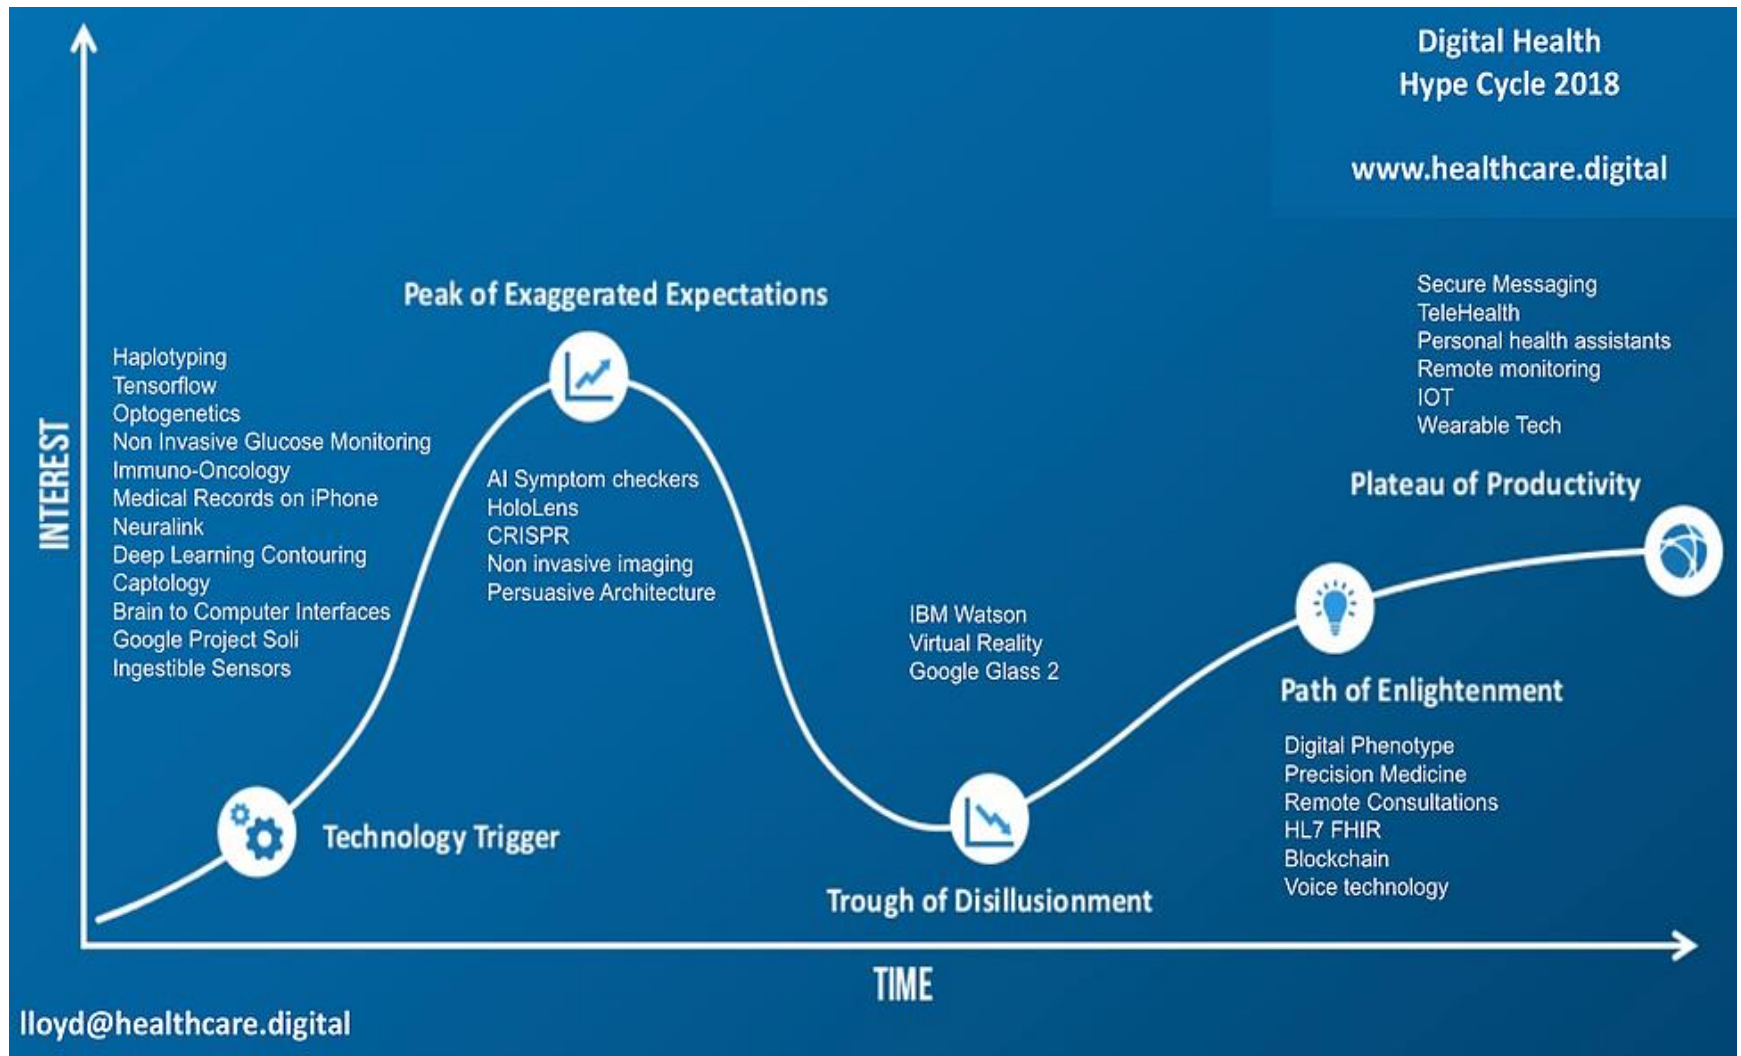 Digital Health
Hype Cycle 2018
www.healthcare.digital
Peak of Exaggerated Expectations
Haplotyping
Tensorflow
Optogenetics
Non Invasive Glucose Monitoring
Immuno-Oncology
Medical Records on iPhone
Neuralink
Deep Learning Contouring
Captology
Brain to Computer Interfaces
Google Project Soli
Ingestible Sensors
AI Symptom checkers
HoloLens
CRISPR
Non invasive imaging
Persuasive Architecture
IBM Watson
Virtual Reality
Google Glass 2
Secure Messaging
TeleHealth
Personal health assistants
Remote monitoring
IOT
Wearable Tech
Plateau of Productivity
Path of Enlightenment
Digital Phenotype
Precision Medicine
Remote Consultations
HL7 FHIR
Blockchain
Voice technology
Technology Trigger
Trough of Disillusionment
INTEREST
TIME
lloyd@healthcare.digital